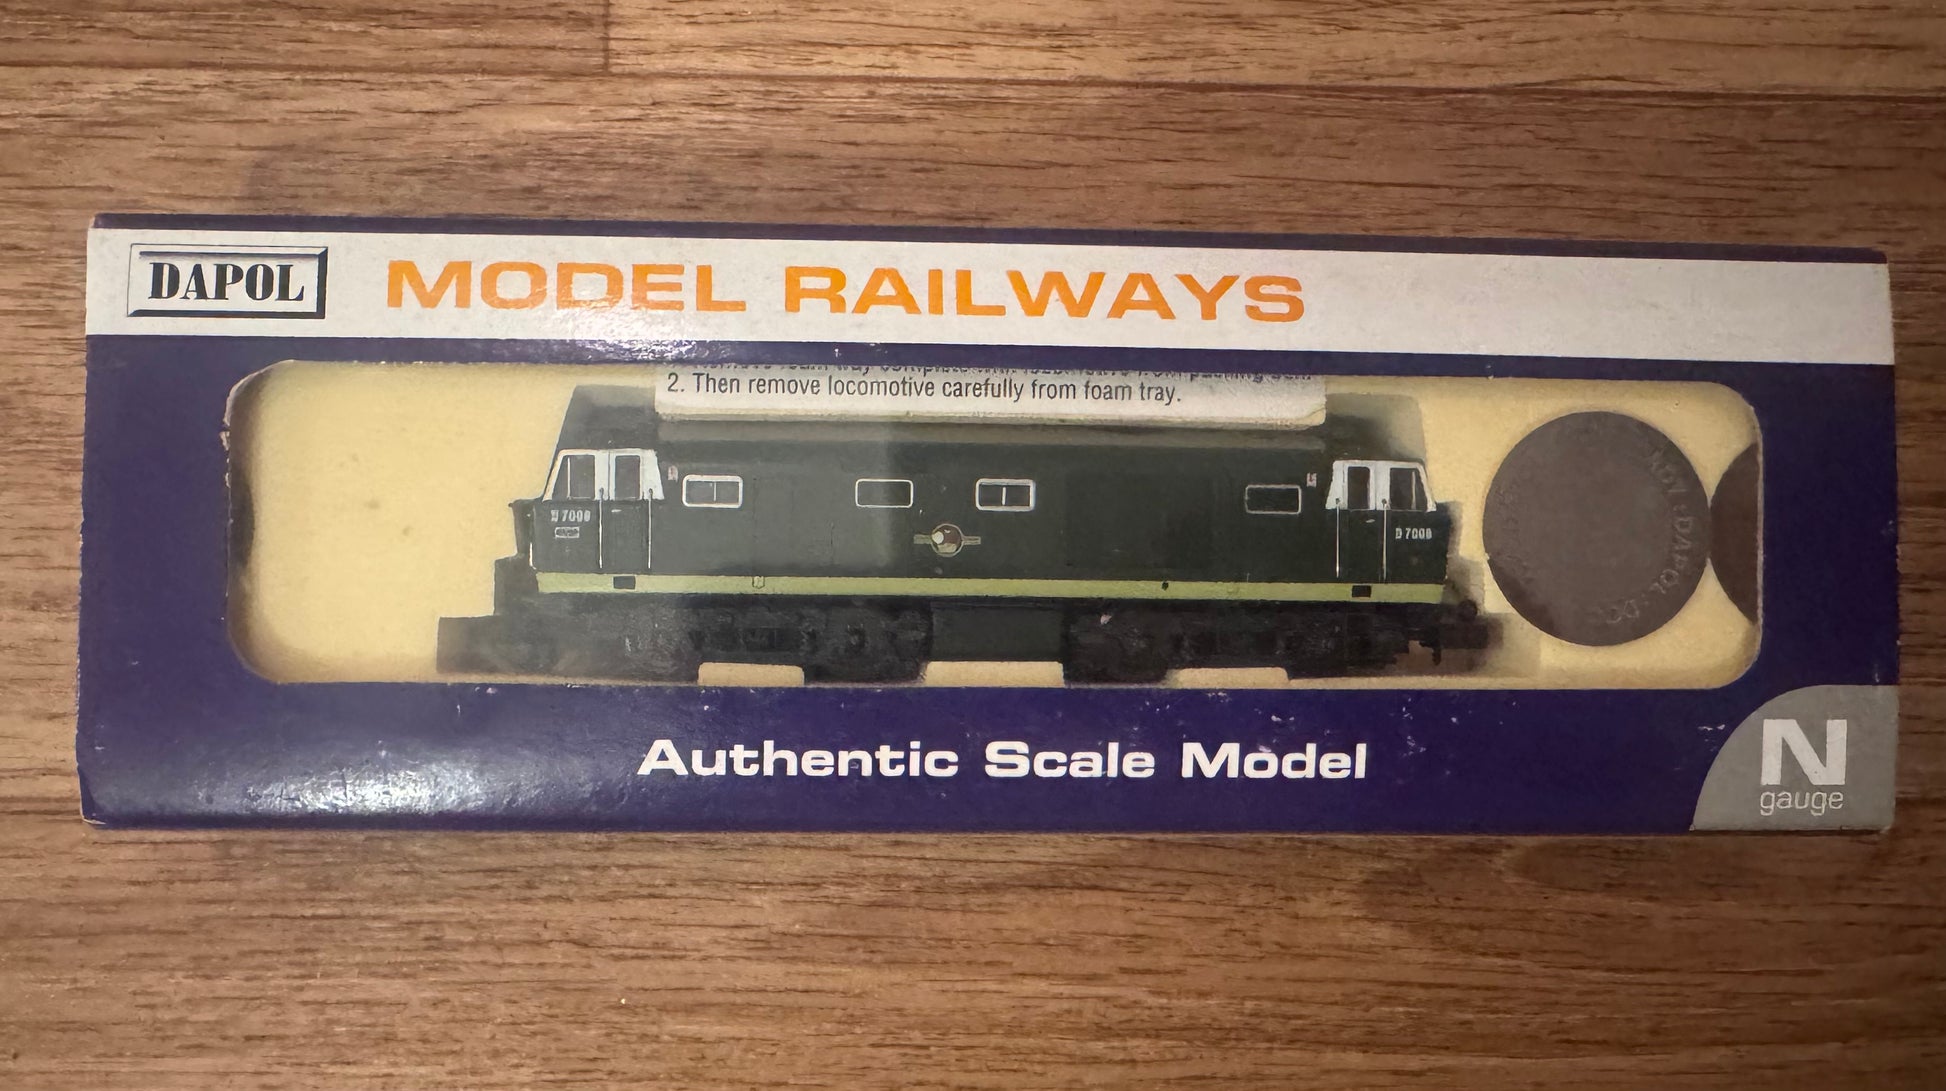 DAPOL
MODEL RAILWAYS
2. Then remove locomotive carefully from foam tray.
D 7000
D 7000
Authentic Scale Model
N
gauge